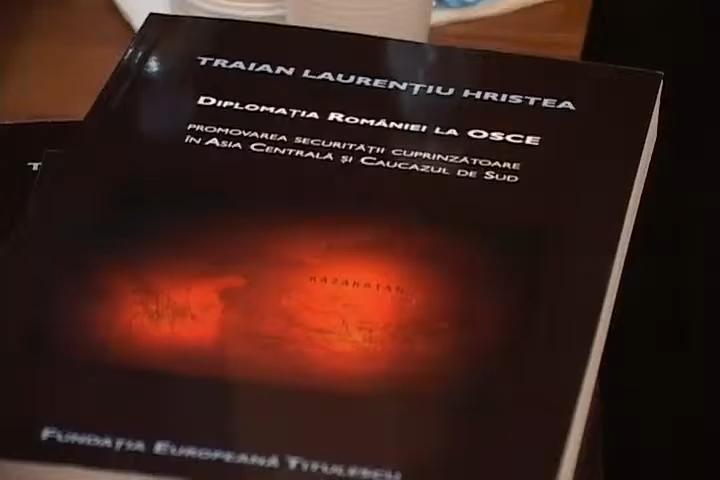 TRAIAN LAURENȚIU HRISTEA
DIPLOMAȚIA ROMÂNIEI LA OSCE
PROMOVAREA SECURITĂȚII CUPRINZĂTOARE
ÎN ASIA CENTRALĂ ȘI CAUCAZUL DE SUD
KAZAKSTAN
FUNDAȚIA EUROPEANĂ TITULESCU
T